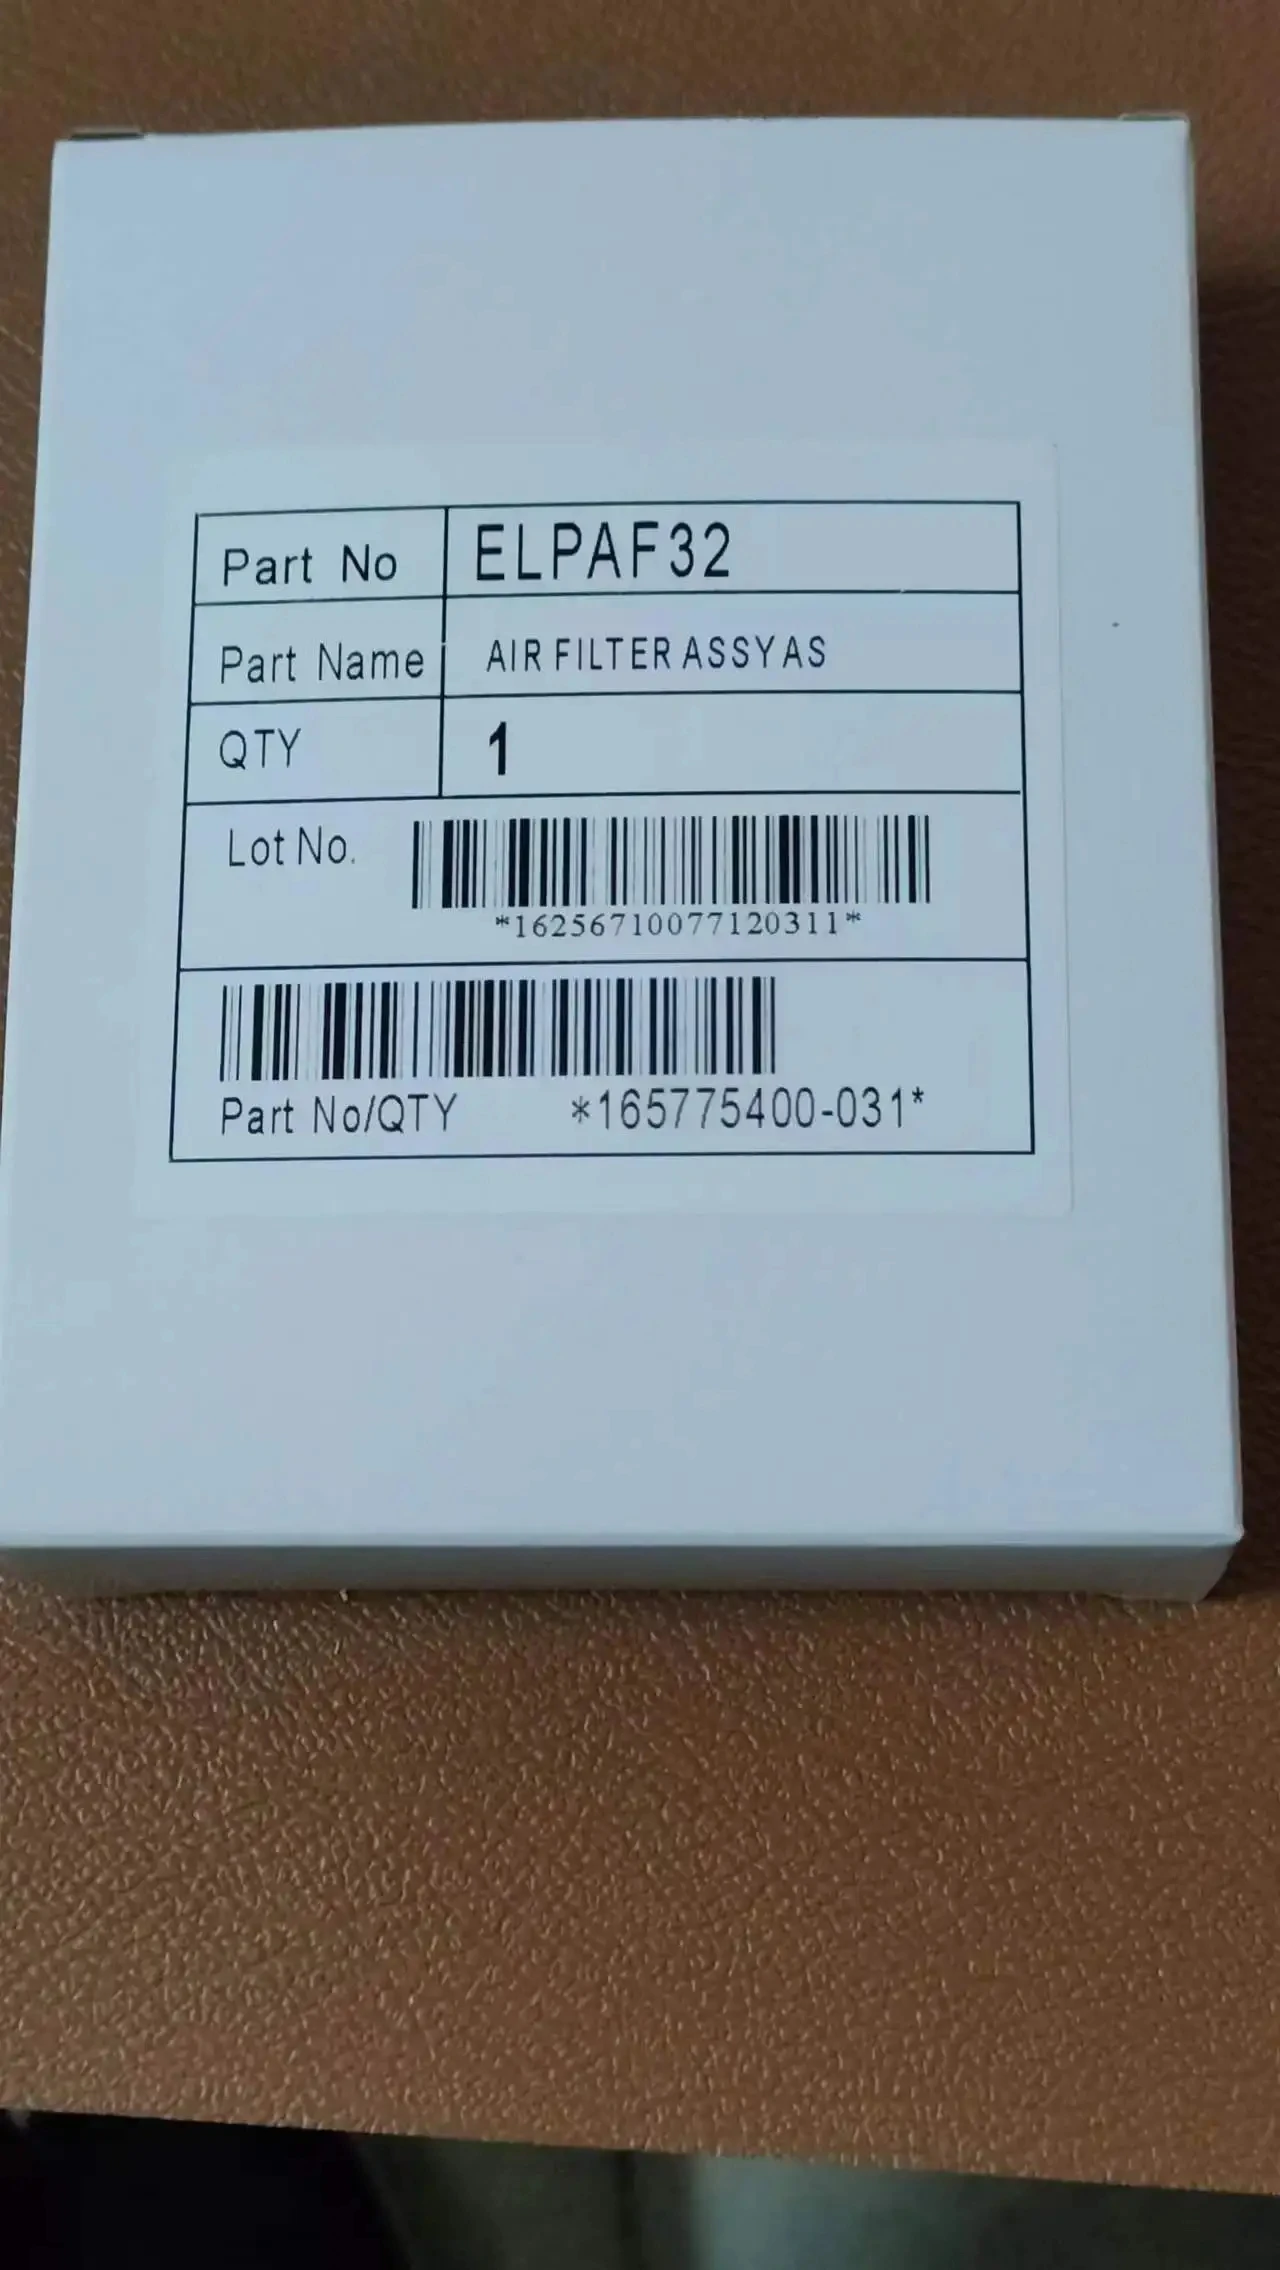 Part No ELPAF32
Part Name AIR FILTER ASSY AS
QTY 1
Lot No.
*16256710077120311*
Part No/QTY *165775400-031*